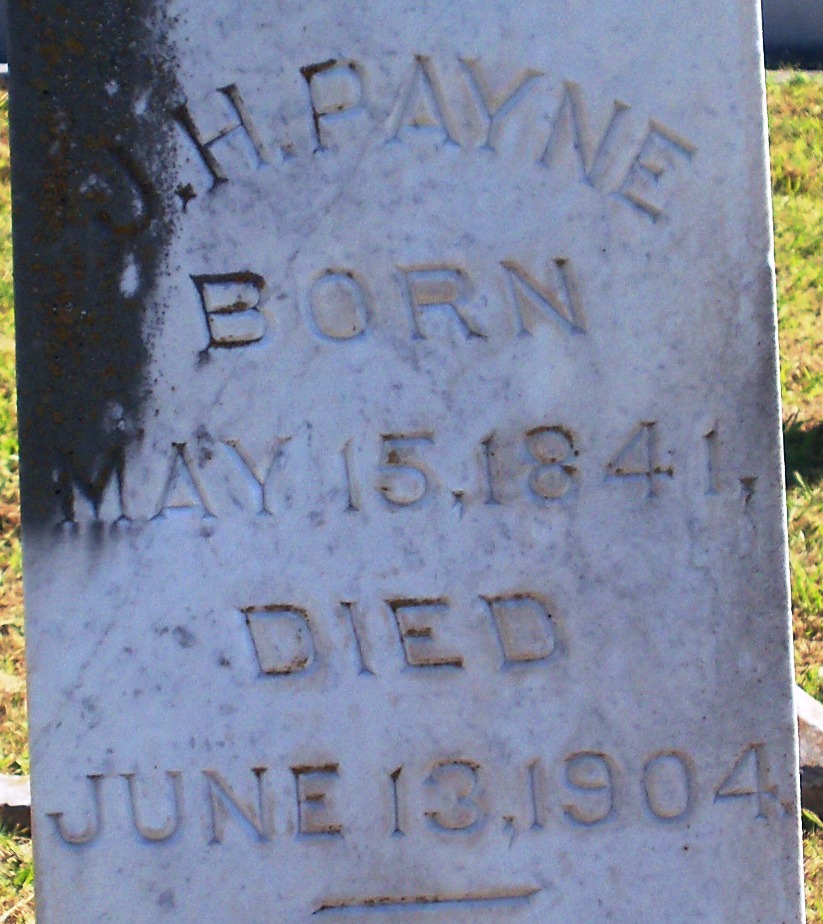 J.H.PAYNE
BORN
MAY 15,1841,
DIED
JUNE 13,1904.